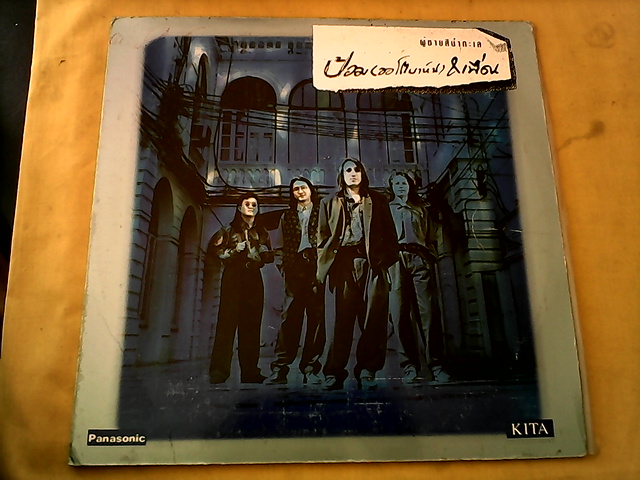 ผู้ชายสีน้ำทะเล
ป้อม (ออโต้บาห์น) & เพื่อน
Panasonic
KITA